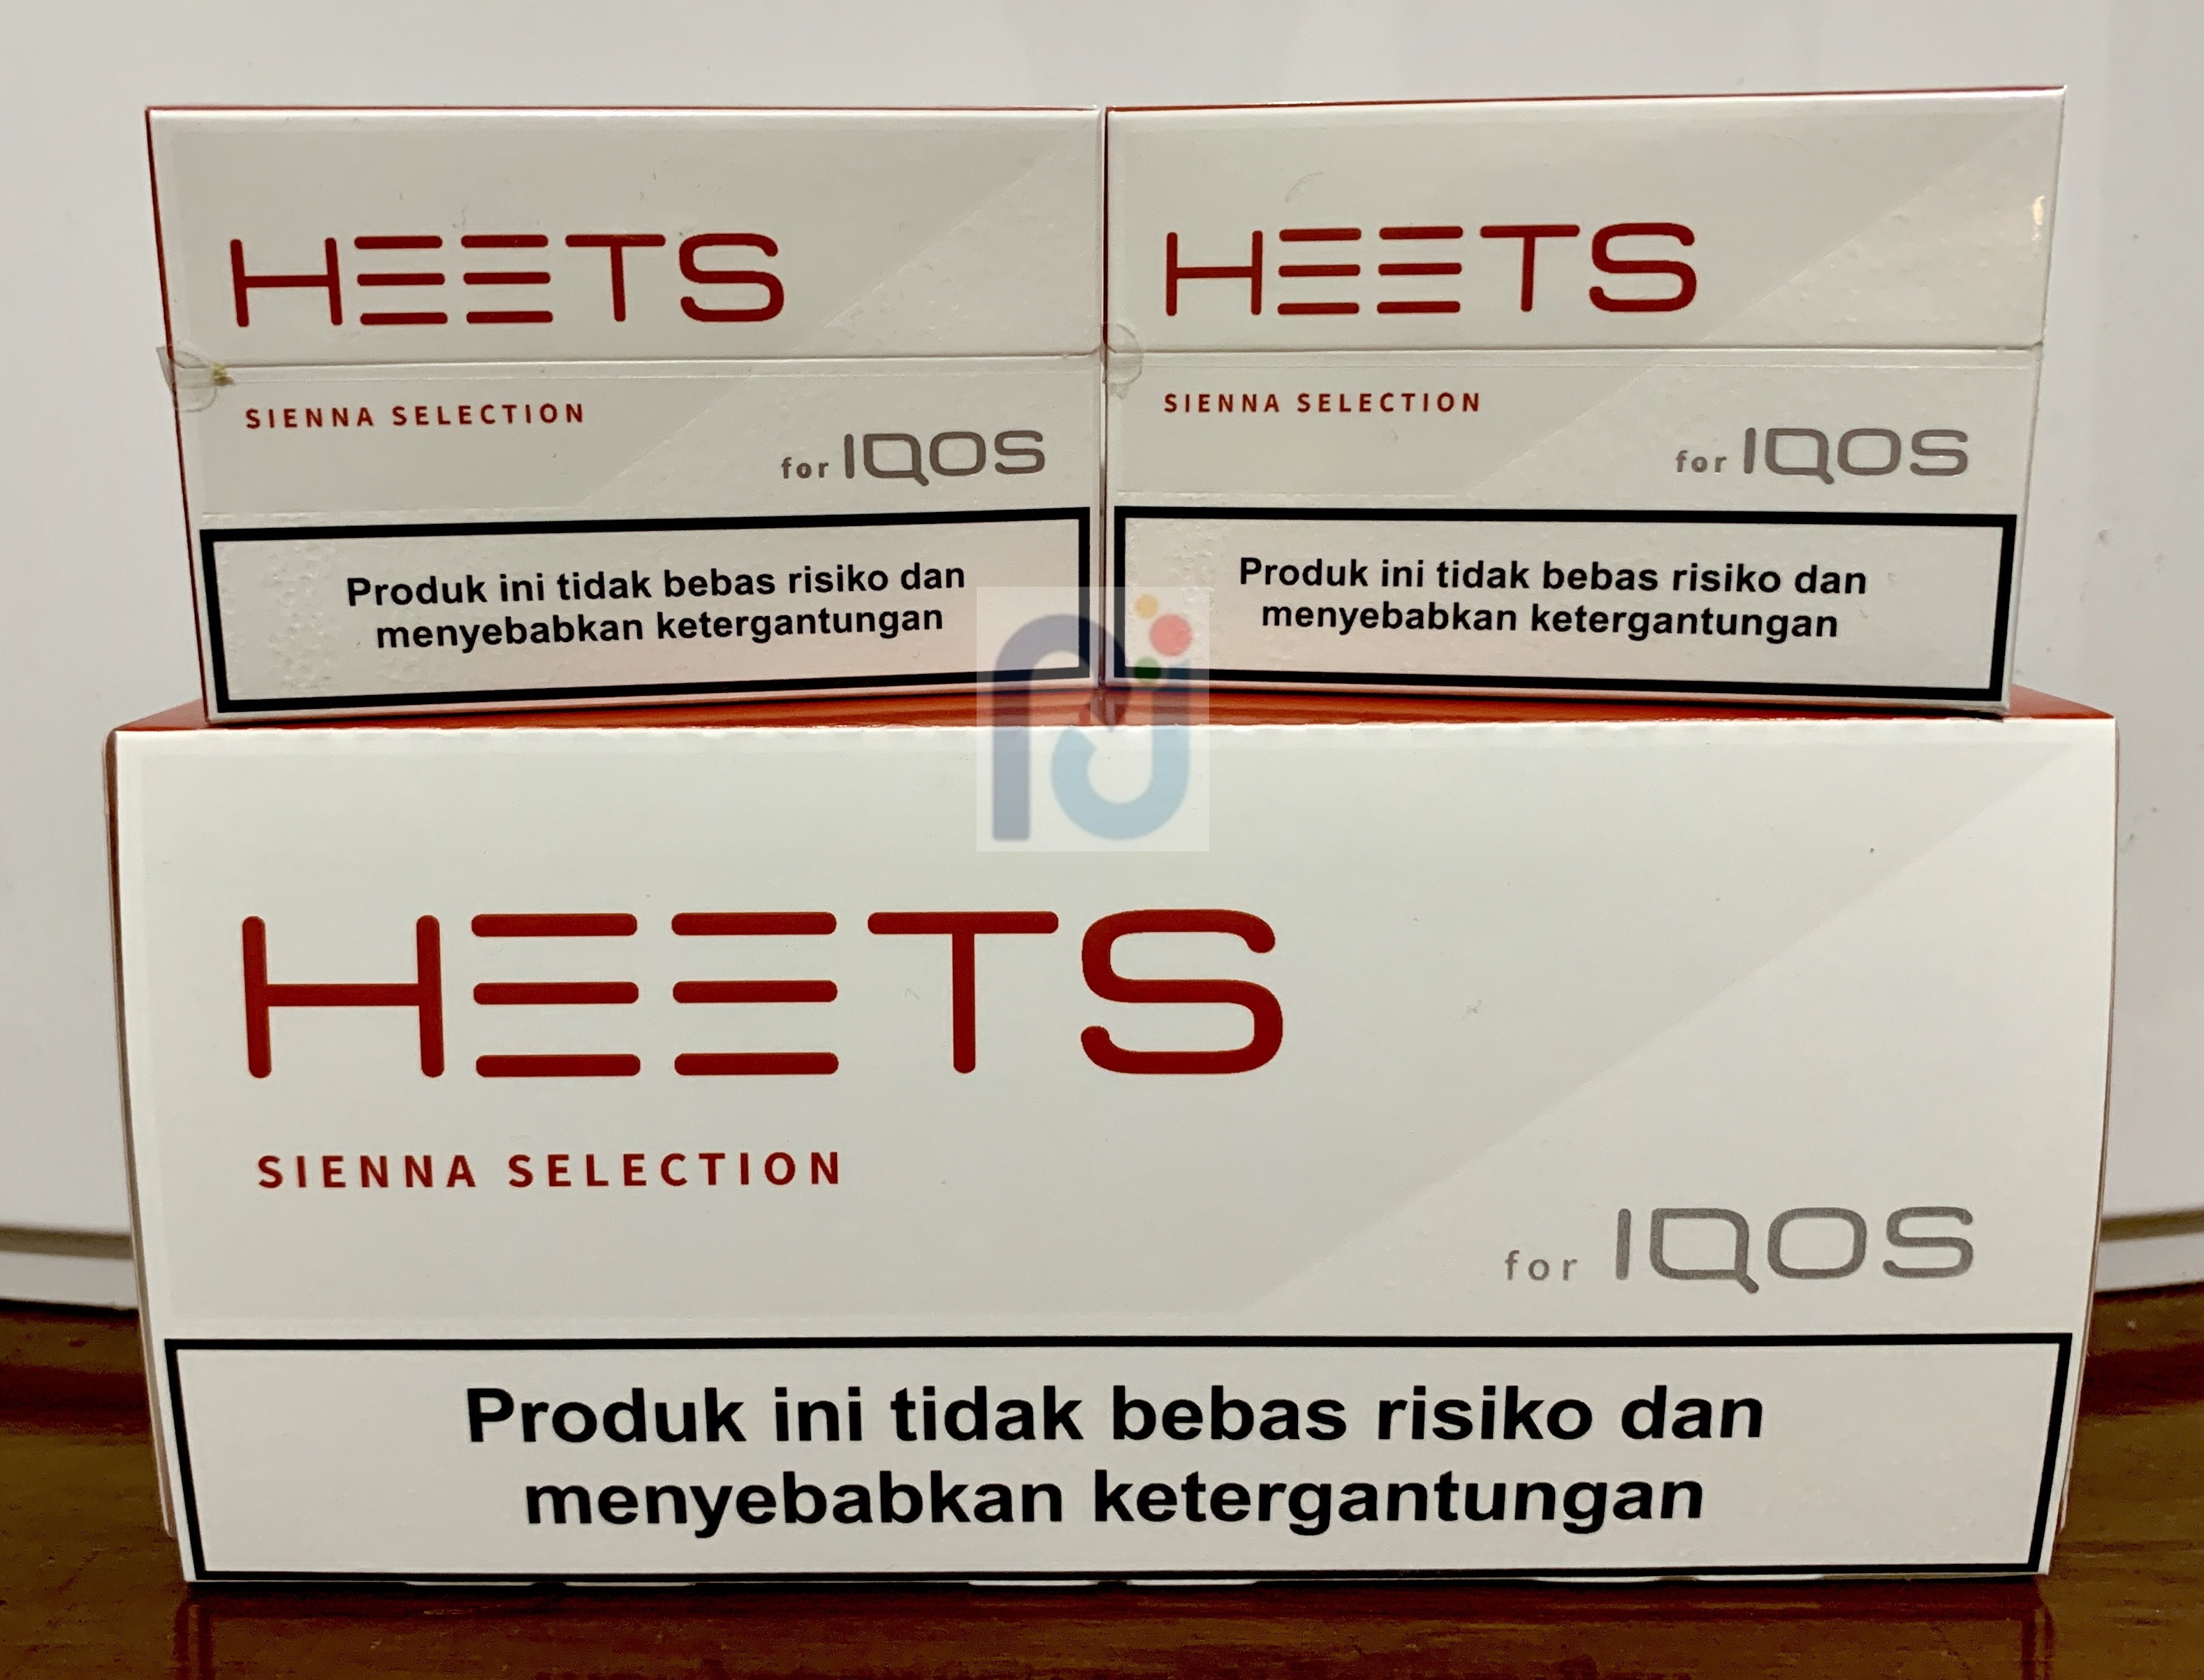 HEETS
SIENNA SELECTION
for IQOS
Produk ini tidak bebas risiko dan
menyebabkan ketergantungan
HEETS
SIENNA SELECTION
for IQOS
Produk ini tidak bebas risiko dan
menyebabkan ketergantungan
HEETS
SIENNA SELECTION
for IQOS
Produk ini tidak bebas risiko dan
menyebabkan ketergantungan